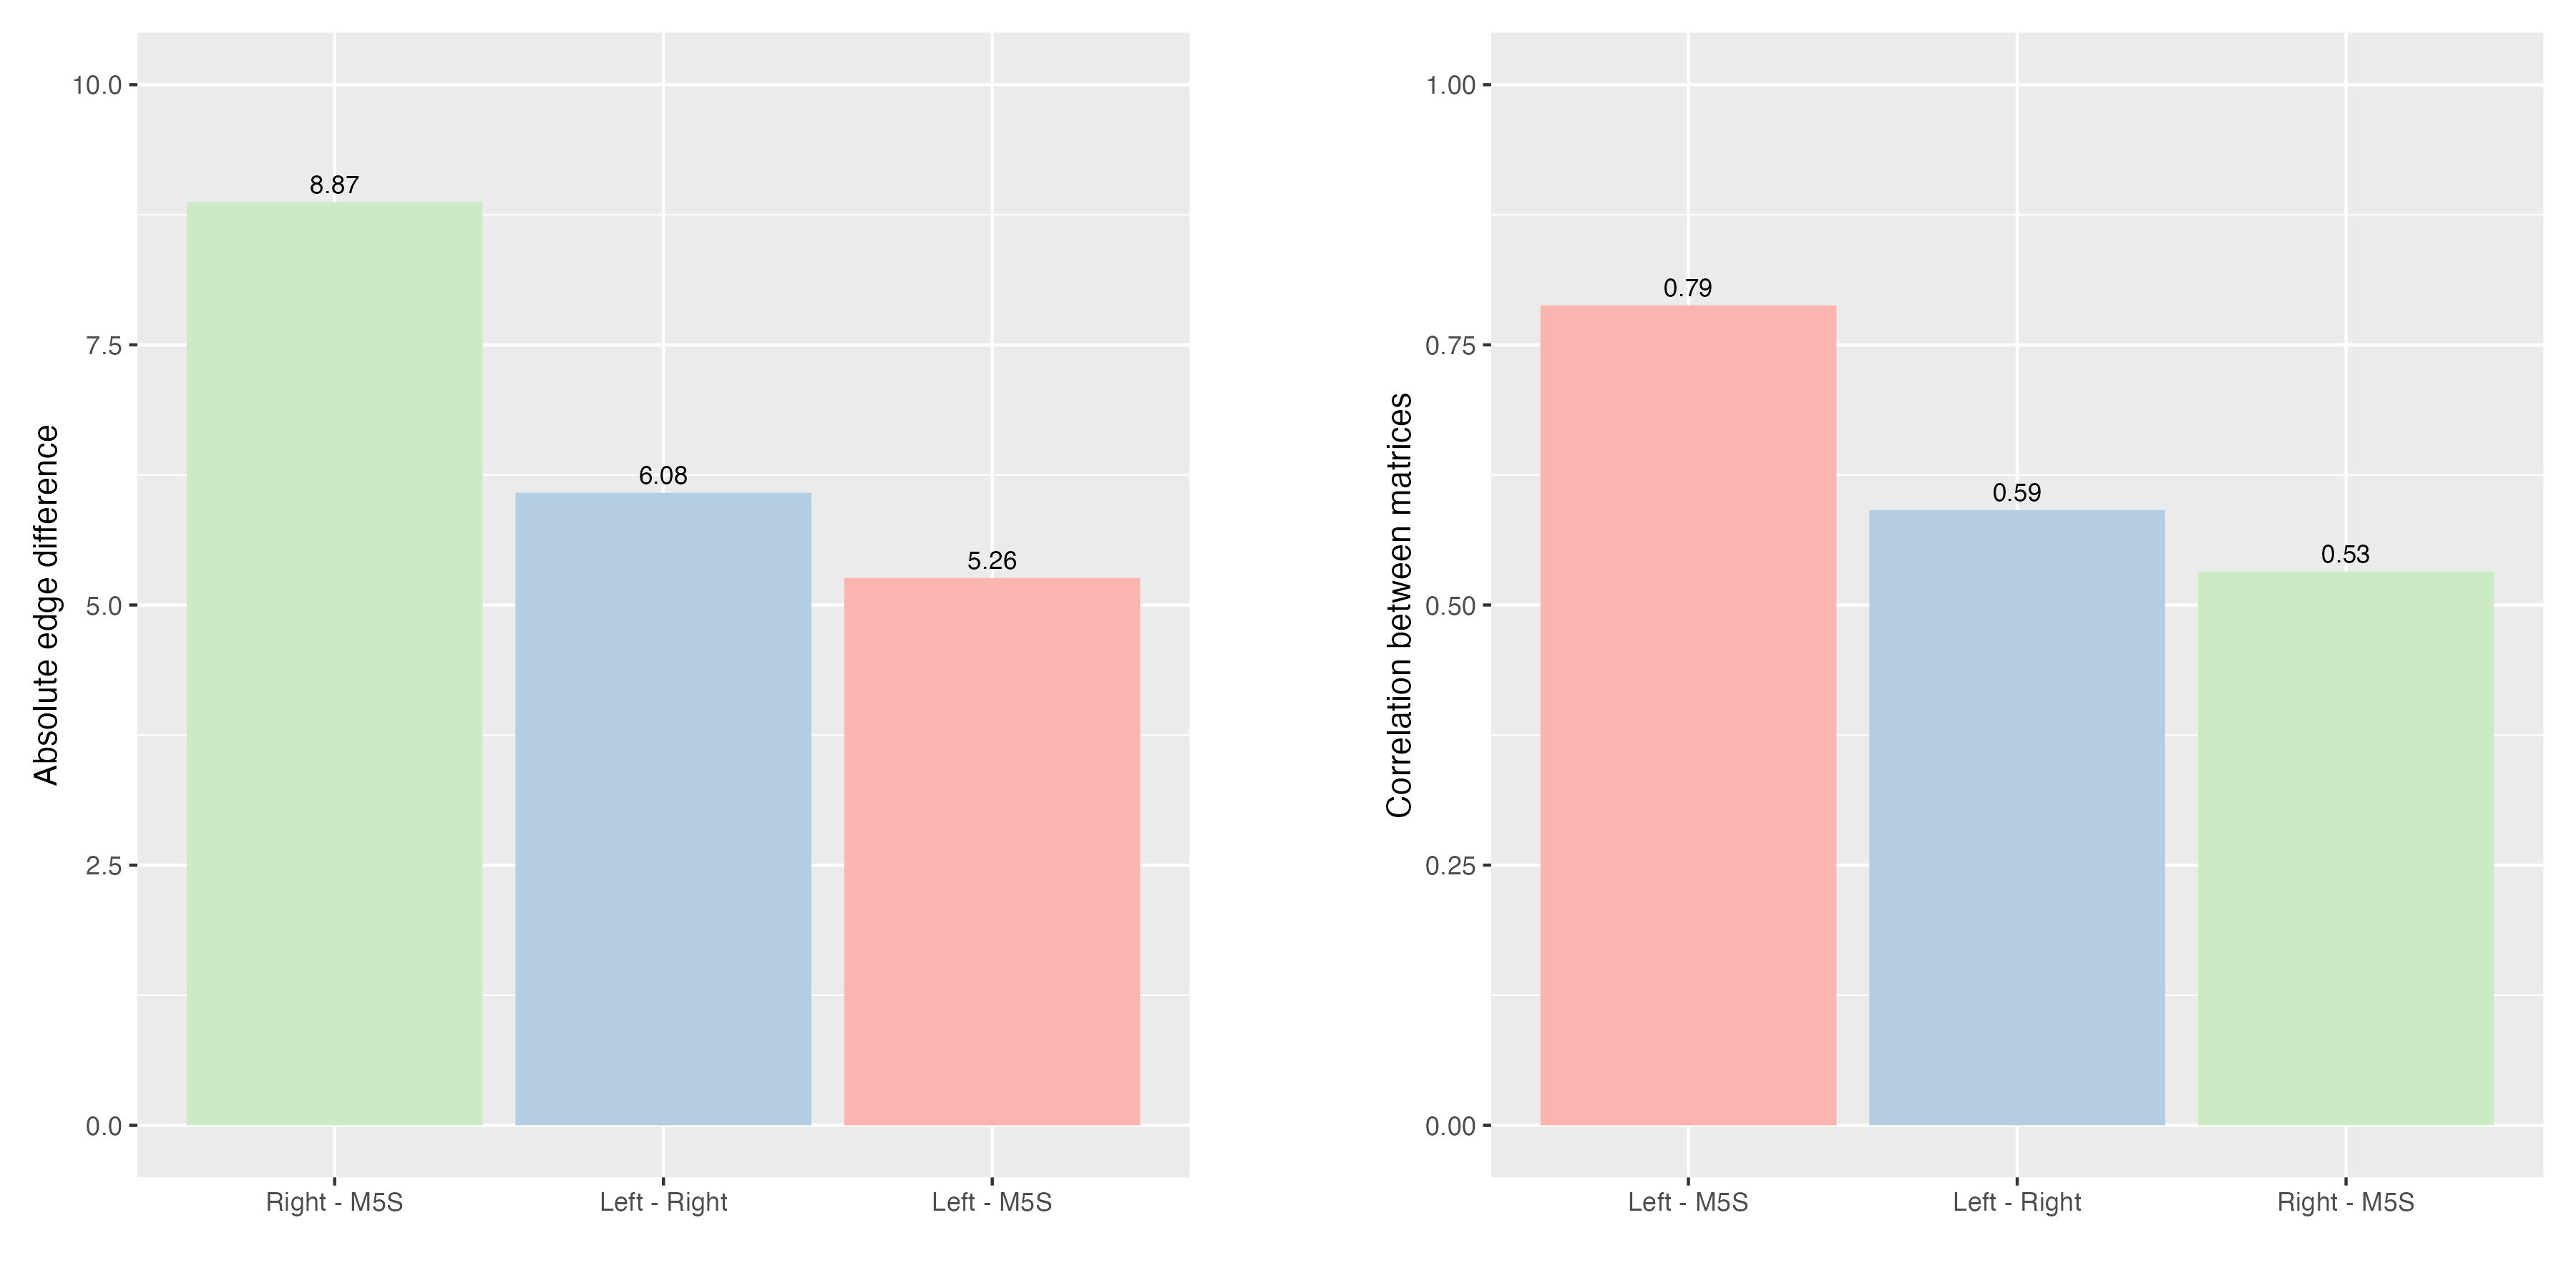 Absolute edge difference
10.0
7.5
5.0
2.5
0.0
8.87
6.08
5.26
Right - M5S
Left - Right
Left - M5S
Correlation between matrices
1.00
0.75
0.50
0.25
0.00
0.79
0.59
0.53
Left - M5S
Left - Right
Right - M5S